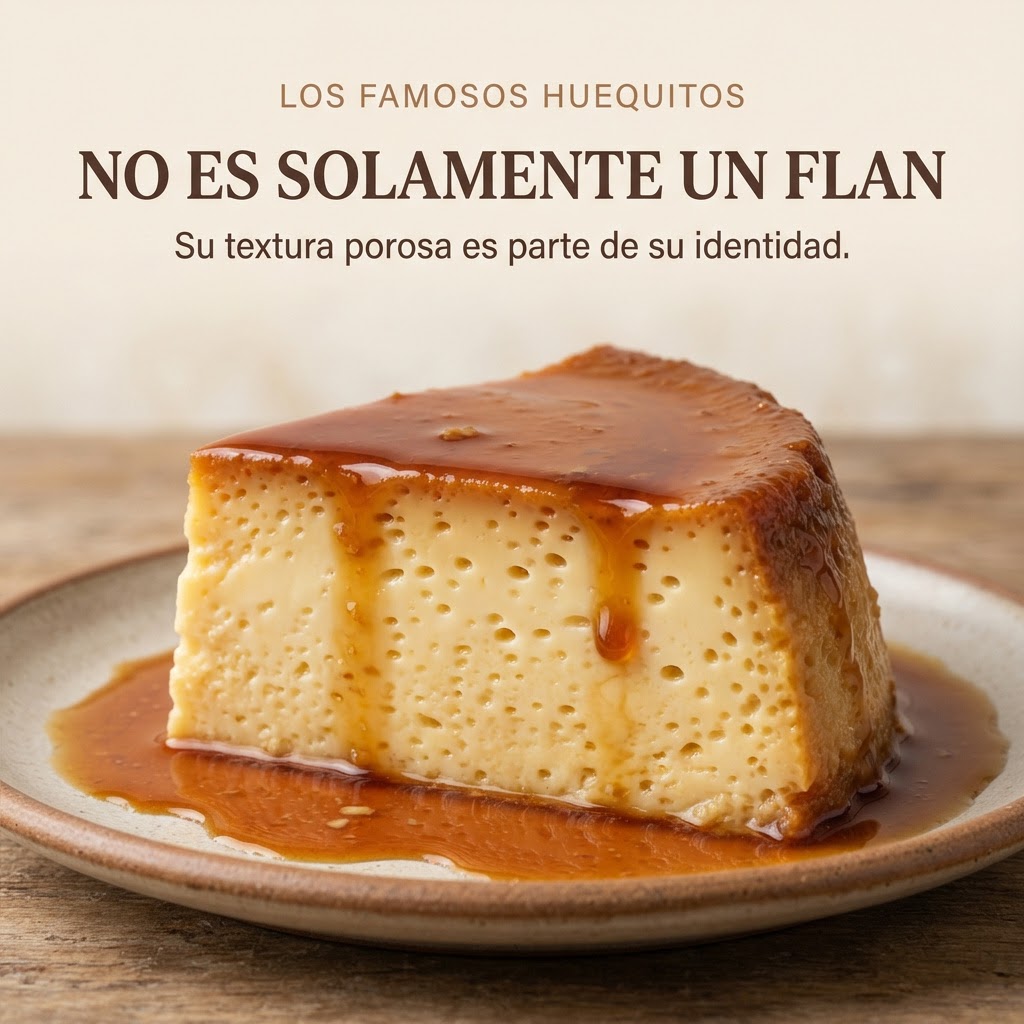 LOS FAMOSOS HUEQUITOS
NO ES SOLAMENTE UN FLAN
Su textura porosa es parte de su identidad.